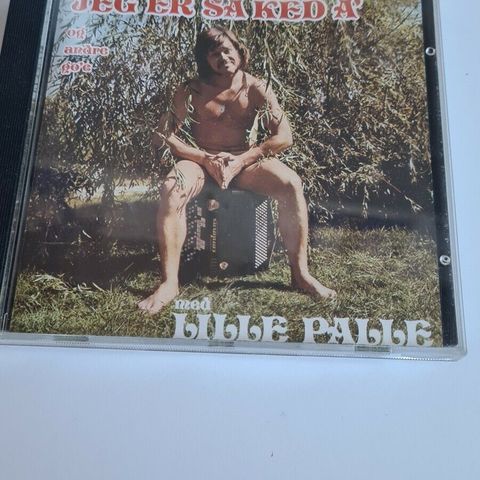 JEG ER SÅ KED Å'
og
andre
go'e
med
LILLE PALLE